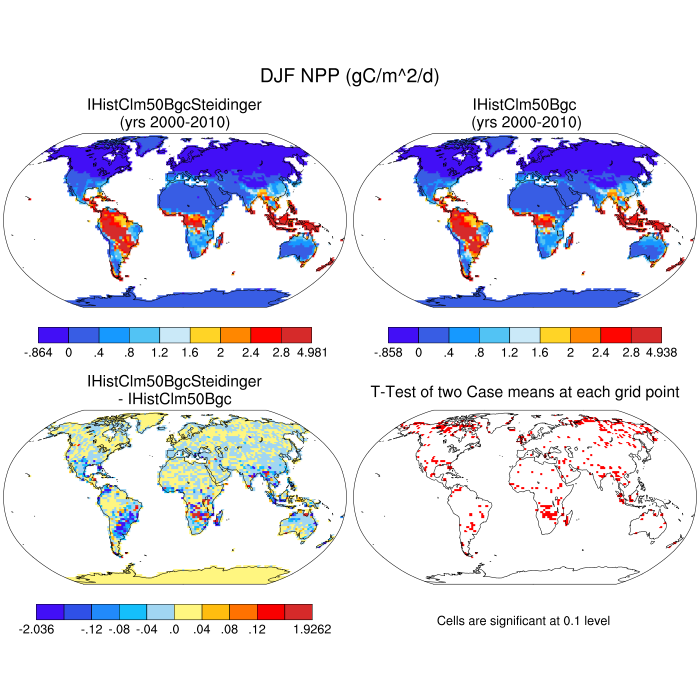 DJF NPP (gC/m^2/d)
IHistClm50BgcSteidinger
(yrs 2000-2010)
IHistClm50Bgc
(yrs 2000-2010)
-.864 0 .4 .8 1.2 1.6 2 2.4 2.8 4.981
-.858 0 .4 .8 1.2 1.6 2 2.4 2.8 4.938
IHistClm50BgcSteidinger
- IHistClm50Bgc
T-Test of two Case means at each grid point
-2.036 -.12 -.08 -.04 .0 .04 .08 .12 1.9262
Cells are significant at 0.1 level